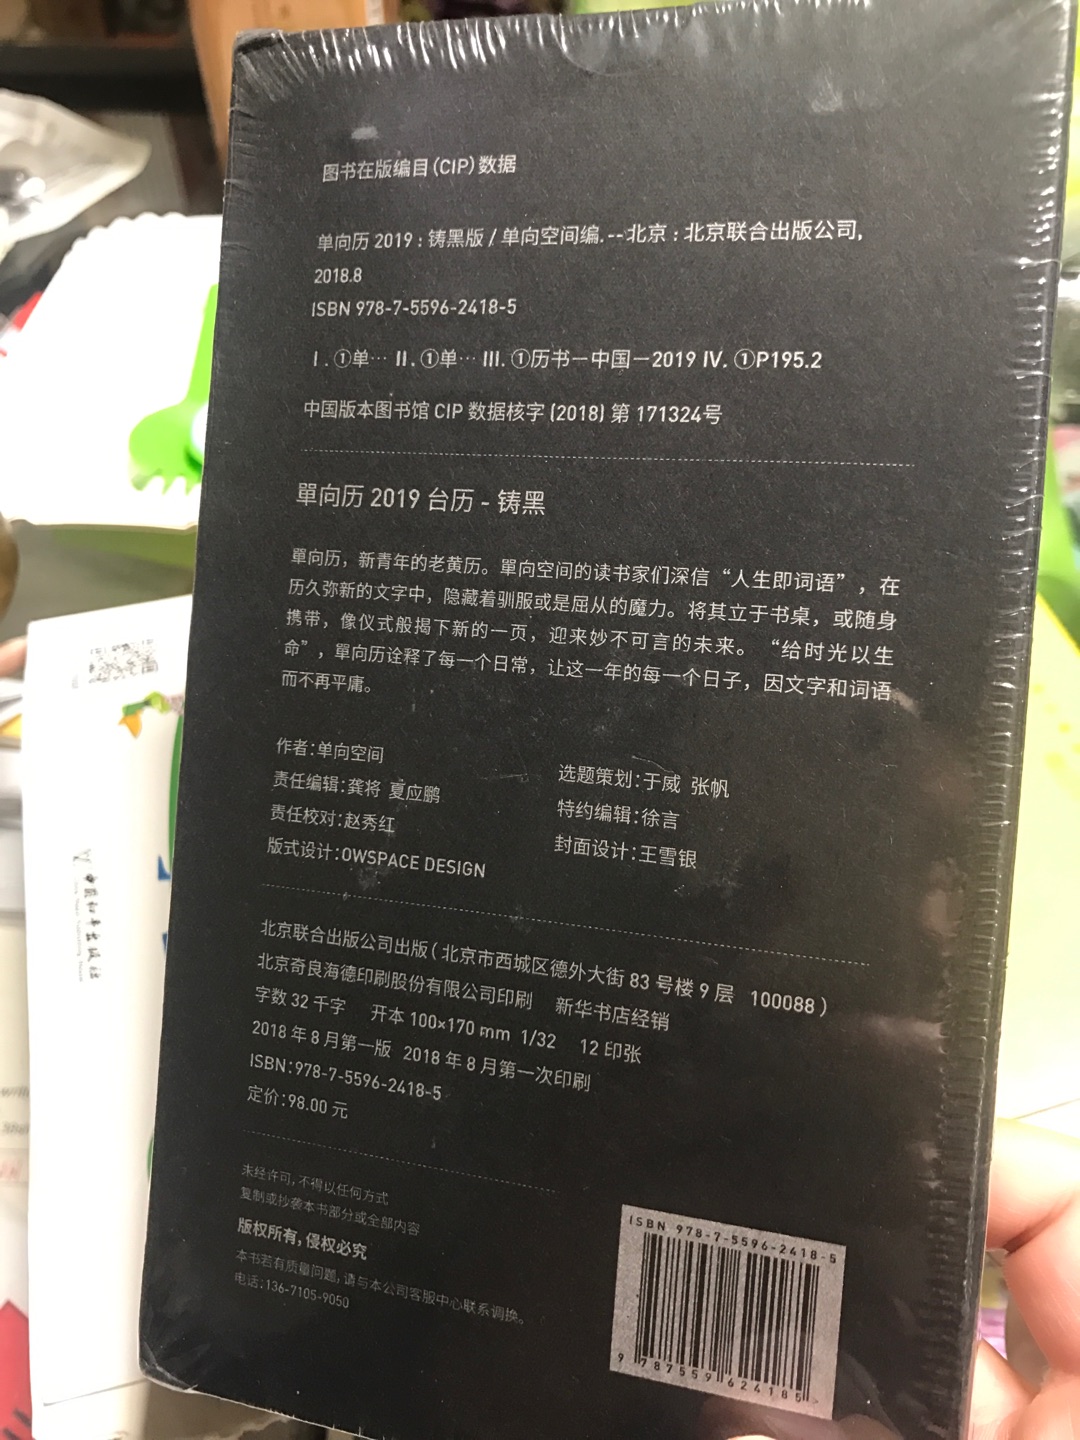 图书在版编目(CIP)数据
单向历 2019 : 铸黑版 / 单向空间编. -- 北京 : 北京联合出版公司,
2018.8
ISBN 978-7-5596-2418-5
Ⅰ. ①单… Ⅱ. ①单… Ⅲ. ①历书－中国－2019 Ⅳ. ①P195.2
中国版本图书馆 CIP 数据核字 (2018) 第 171324号
單向历 2019 台历 - 铸黑
單向历，新青年的老黄历。單向空间的读书家们深信“人生即词语”，在
历久弥新的文字中，隐藏着驯服或是屈从的魔力。将其立于书桌，或随身
携带，像仪式般揭下新的一页，迎来妙不可言的未来。“给时光以生
命”，單向历诠释了每一个日常，让这一年的每一个日子，因文字和词语
而不再平庸。
作者:单向空间
责任编辑:龚将 夏应鹏
责任校对:赵秀红
版式设计:OWSPACE DESIGN
选题策划:于威 张帆
特约编辑:徐言
封面设计:王雪银
北京联合出版公司出版 ( 北京市西城区德外大街 83 号楼 9 层 100088 )
北京奇良海德印刷股份有限公司印刷 新华书店经销
字数 32 千字 开本 100×170 mm 1/32 12 印张
2018 年 8 月第一版 2018 年 8 月第一次印刷
ISBN:978-7-5596-2418-5
定价:98.00 元
未经许可,不得以任何方式
复制或抄袭本书部分或全部内容
版权所有,侵权必究
本书若有质量问题,请与本公司客服中心联系调换。
电话:136-7105-9050
ISBN 978-7-5596-2418-5
9 787559 624185 >